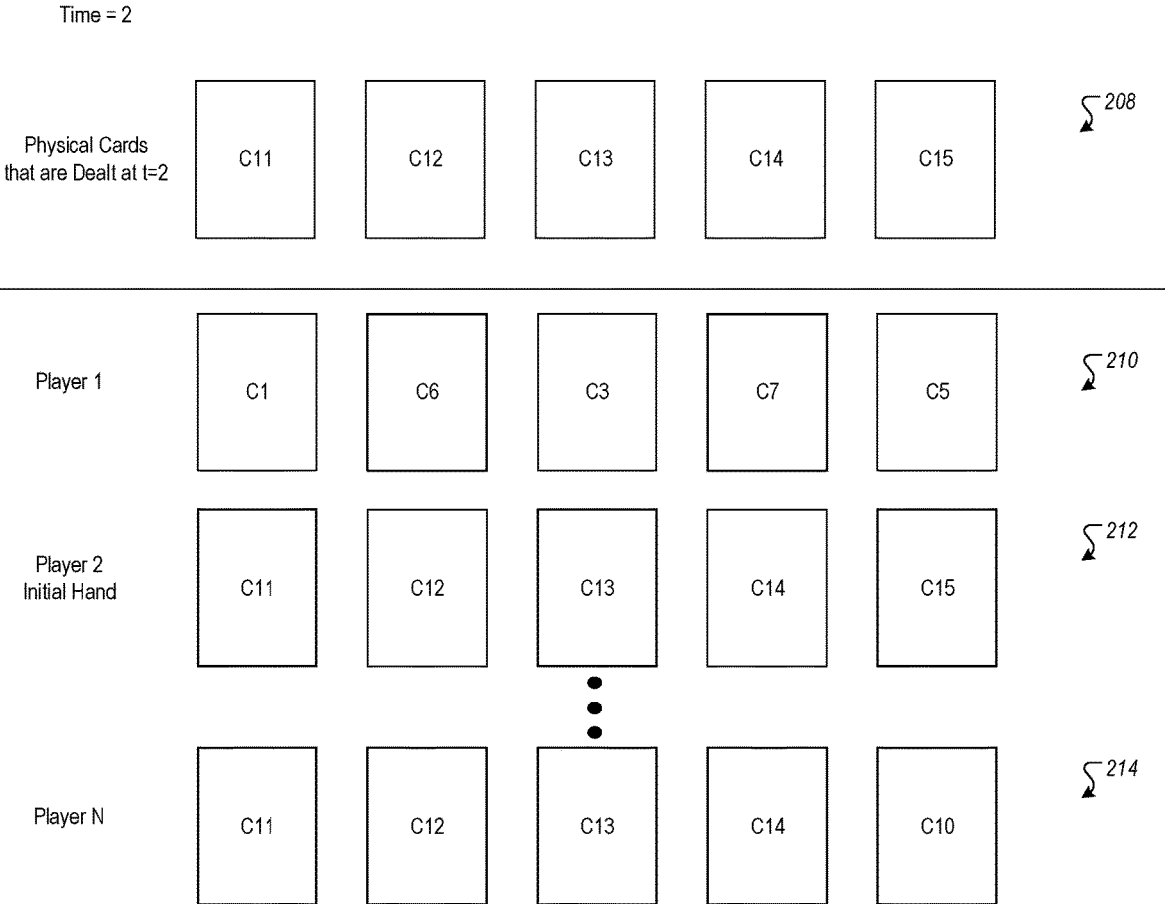 Time = 2
208
Physical Cards
that are Dealt at t=2
C11 C12 C13 C14 C15
210
Player 1
C1 C6 C3 C7 C5
212
Player 2
Initial Hand
C11 C12 C13 C14 C15
214
Player N
C11 C12 C13 C14 C10